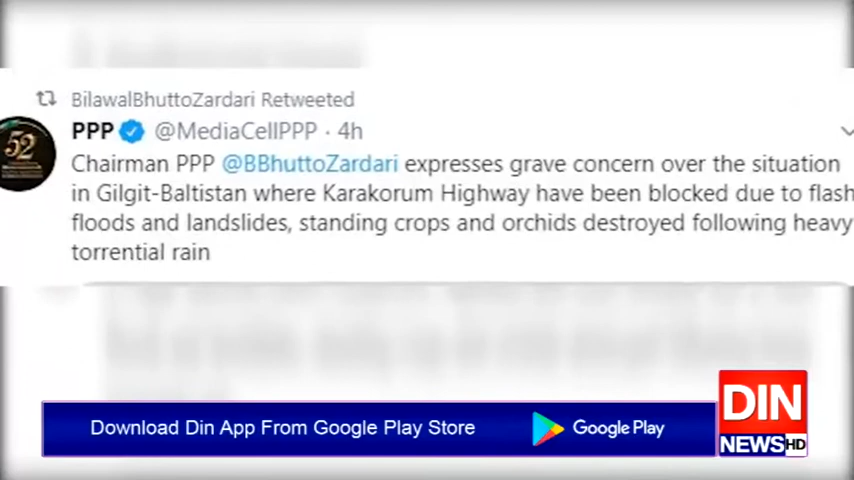 BilawalBhuttoZardari Retweeted
52
PPP @MediaCellPPP · 4h
Chairman PPP @BBhuttoZardari expresses grave concern over the situation
in Gilgit-Baltistan where Karakorum Highway have been blocked due to flash
floods and landslides, standing crops and orchids destroyed following heavy
torrential rain
Download Din App From Google Play Store
Google Play
DIN
NEWS HD